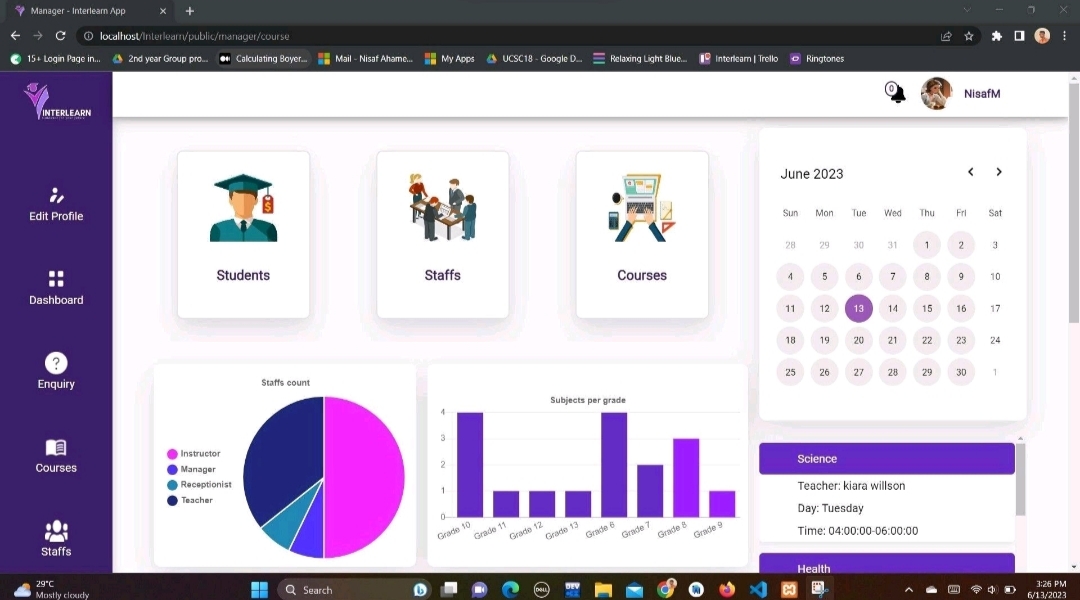 Manager - Interlearn App
localhost/Interlearn/public/manager/course
15+ Login Page in...
2nd year Group pro...
Calculating Boyer...
Mail - Nisaf Ahame...
My Apps
UCSC18 - Google D...
Relaxing Light Blue...
Interlearn | Trello
Ringtones
INTERLEARN
0
NisafM
Edit Profile
Dashboard
?
Enquiry
Courses
Staffs
$
Students
Staffs
Courses
June 2023
Sun Mon Tue Wed Thu Fri Sat
28 29 30 31 1 2 3
4 5 6 7 8 9 10
11 12 13 14 15 16 17
18 19 20 21 22 23 24
25 26 27 28 29 30 1
Staffs count
Instructor
Manager
Receptionist
Teacher
Subjects per grade
4
3
2
1
0
Grade 10 Grade 11 Grade 12 Grade 13 Grade 6 Grade 7 Grade 8 Grade 9
Science
Teacher: kiara willson
Day: Tuesday
Time: 04:00:00-06:00:00
Health
29°C
Mostly cloudy
Search
DELL
DEV
3:26 PM
6/13/2023